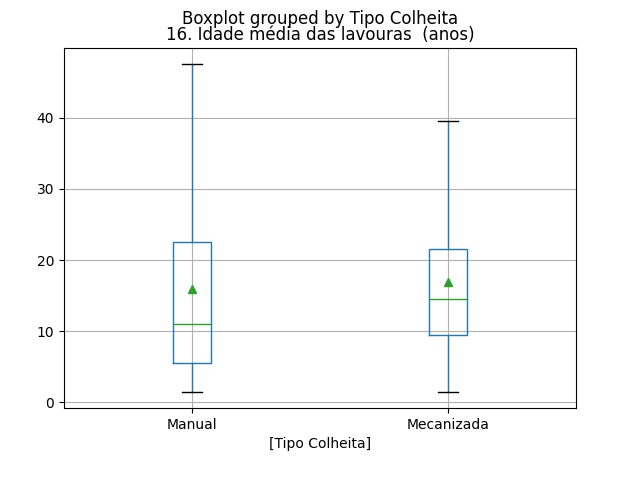 Boxplot grouped by Tipo Colheita
16. Idade média das lavouras  (anos)
40
30
20
10
0
Manual Mecanizada
[Tipo Colheita]